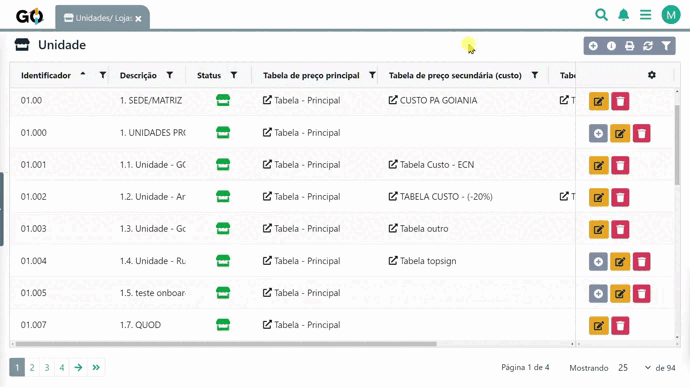 GO Unidades/ Loja: M
Unidade
Identificador Descrição Status Tabela de preço principal Tabela de preço secundária (custo) Tabe
01.00 1. SEDE/MATRIZ Tabela - Principal CUSTO PA GOIANIA T
01.000 1. UNIDADES PRO Tabela - Principal
01.001 1.1. Unidade - GO Tabela - Principal Tabela Custo - ECN
01.002 1.2. Unidade - Ar Tabela - Principal TABELA CUSTO - (-20%) T
01.003 1.3. Unidade - Go Tabela - Principal Tabela outro
01.004 1.4. Unidade - Ru Tabela - Principal Tabela topsign
01.005 1.5. teste onboar Tabela - Principal
01.007 1.7. QUOD Tabela - Principal
1 2 3 4 Página 1 de 4 Mostrando 25 de 94